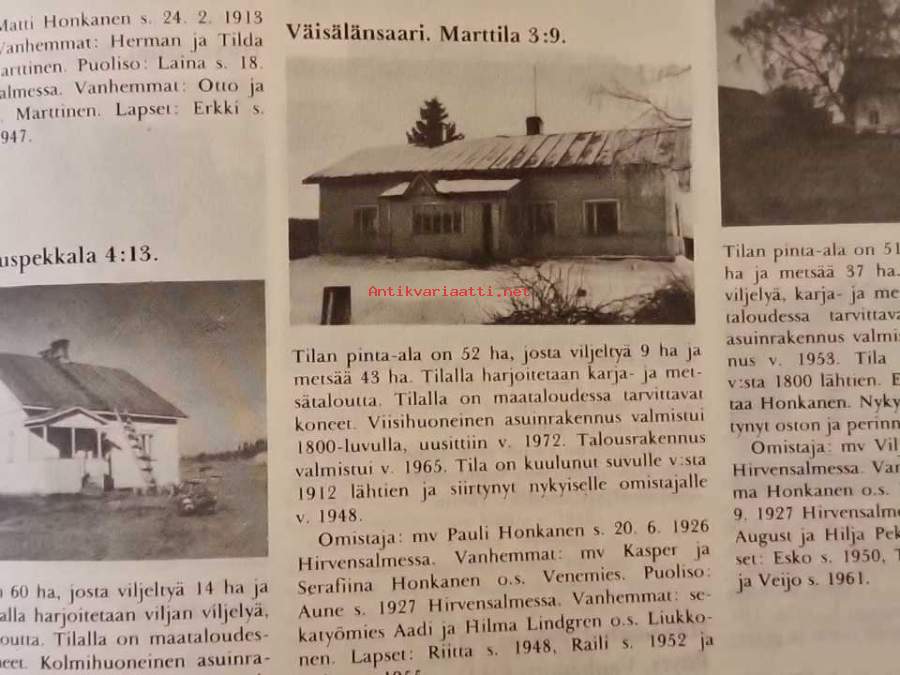 Matti Honkanen s. 24. 2. 1913
Vanhemmat: Herman ja Tilda
Marttinen. Puoliso: Laina s. 18.
salmessa. Vanhemmat: Otto ja
Marttinen. Lapset: Erkki s.
947.
uspekkala 4:13.
60 ha, josta viljeltyä 14 ha ja
alla harjoitetaan viljan viljelyä,
loutta. Tilalla on maataloudes-
neet. Kolmihuoneinen asuinra-
Väisälänsaari. Marttila 3:9.
Antikvariaatti.net
Tilan pinta-ala on 52 ha, josta viljeltyä 9 ha ja
metsää 43 ha. Tilalla harjoitetaan karja- ja met-
sätaloutta. Tilalla on maataloudessa tarvittavat
koneet. Viisihuoneinen asuinrakennus valmistui
1800-luvulla, uusittiin v. 1972. Talousrakennus
valmistui v. 1965. Tila on kuulunut suvulle v:sta
1912 lähtien ja siirtynyt nykyiselle omistajalle
v. 1948.
Omistaja: mv Pauli Honkanen s. 20. 6. 1926
Hirvensalmessa. Vanhemmat: mv Kasper ja
Serafiina Honkanen o.s. Venemies. Puoliso:
Aune s. 1927 Hirvensalmessa. Vanhemmat: se-
katyömies Aadi ja Hilma Lindgren o.s. Liukko-
nen. Lapset: Riitta s. 1948, Raili s. 1952 ja
Tilan pinta-ala on 51
ha ja metsää 37 ha.
viljelyä, karja- ja me
taloudessa tarvittava
asuinrakennus valmi
nus v. 1953. Tila
v:sta 1800 lähtien. E
taa Honkanen. Nyky
tynyt oston ja perinn
Omistaja: mv Vil
Hirvensalmessa. Van
ma Honkanen o.s.
9. 1927 Hirvensalme
August ja Hilja Pek
set: Esko s. 1950, T
ja Veijo s. 1961.